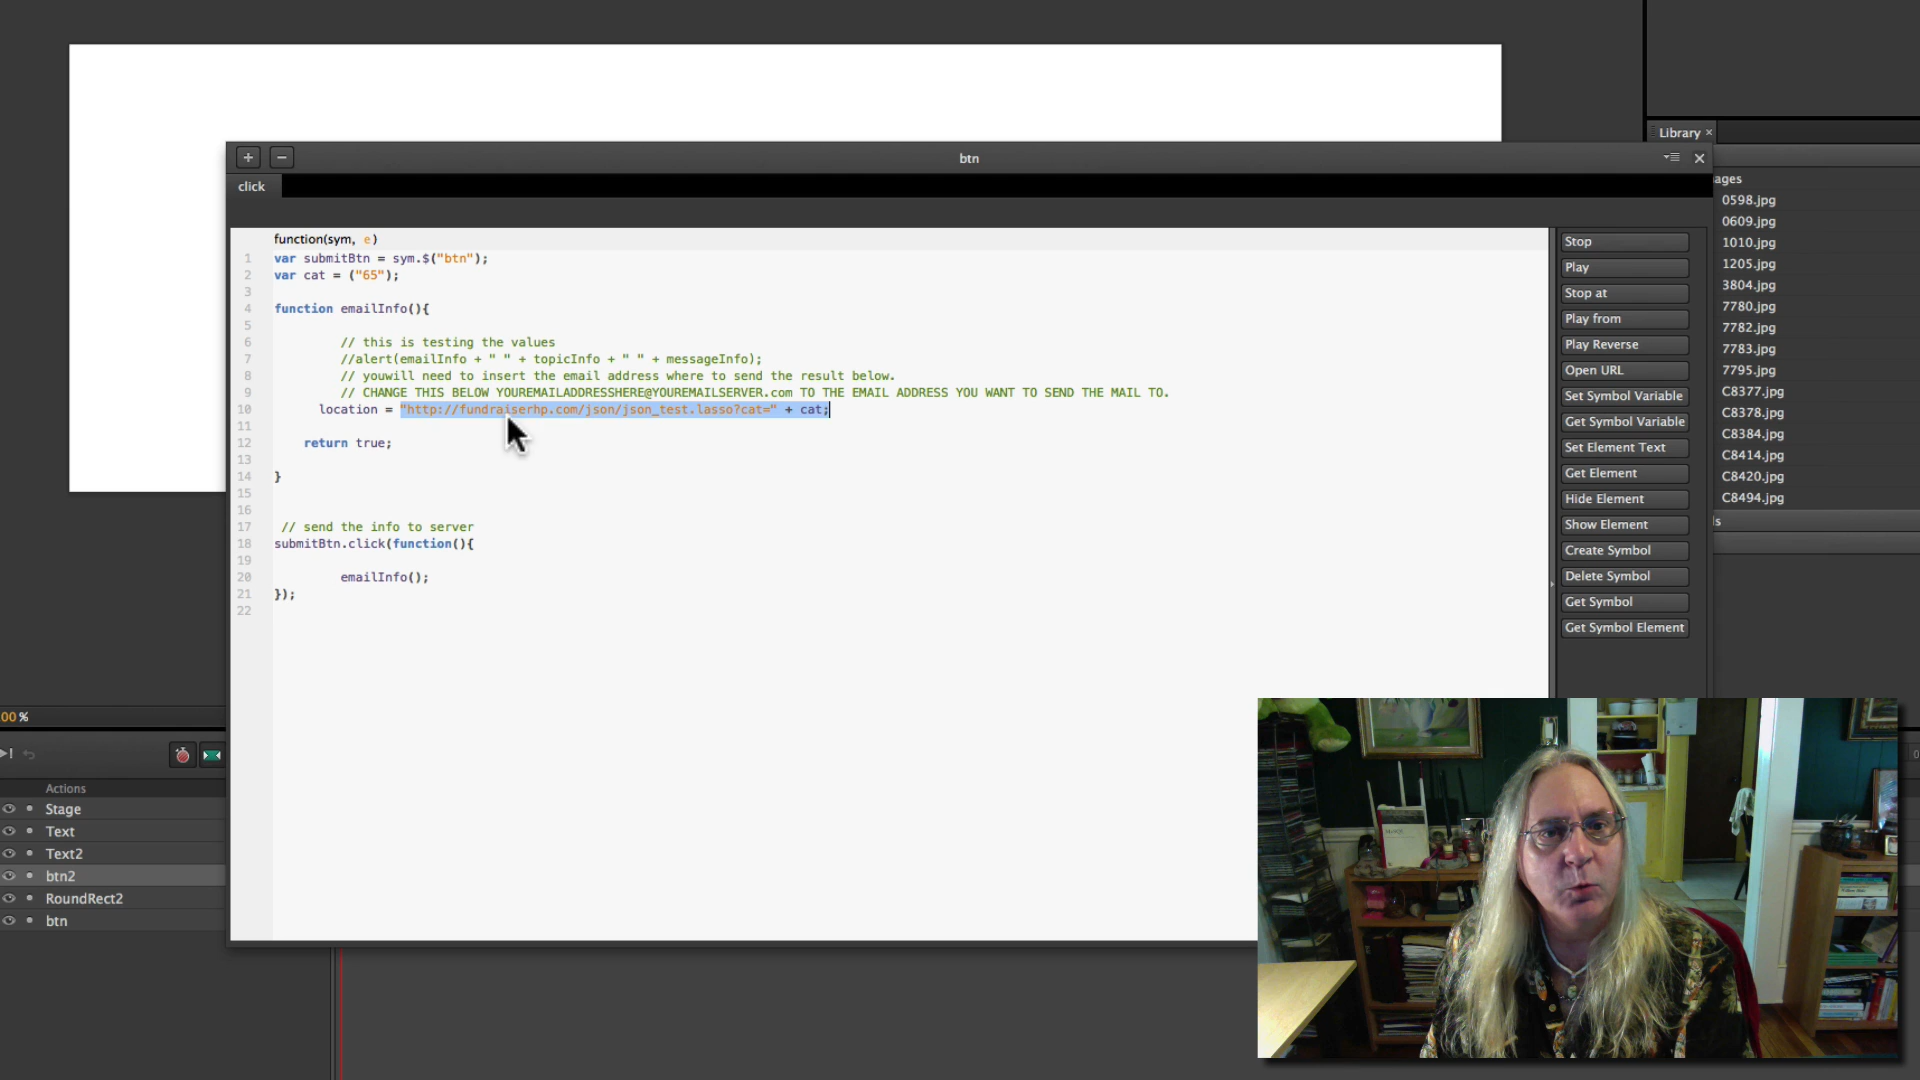 Library ×
+ − btn ×
click
ages
0598.jpg
0609.jpg
1010.jpg
1205.jpg
3804.jpg
7780.jpg
7782.jpg
7783.jpg
7795.jpg
C8377.jpg
C8378.jpg
C8384.jpg
C8414.jpg
C8420.jpg
C8494.jpg
ls
function(sym, e)
1 var submitBtn = sym.$("btn");
2 var cat = ("65");
3
4 function emailInfo(){
5
6 // this is testing the values
7 //alert(emailInfo + " " + topicInfo + " " + messageInfo);
8 // youwill need to insert the email address where to send the result below.
9 // CHANGE THIS BELOW YOUREMAILADDRESSHERE@YOUREMAILSERVER.com TO THE EMAIL ADDRESS YOU WANT TO SEND THE MAIL TO.
10 location = "http://fundraiserhp.com/json/json_test.lasso?cat=" + cat;
11
12 return true;
13
14 }
15
16
17 // send the info to server
18 submitBtn.click(function(){
19
20 emailInfo();
21 });
22
Stop
Play
Stop at
Play from
Play Reverse
Open URL
Set Symbol Variable
Get Symbol Variable
Set Element Text
Get Element
Hide Element
Show Element
Create Symbol
Delete Symbol
Get Symbol
Get Symbol Element
00 %
Actions
Stage
Text
Text2
btn2
RoundRect2
btn